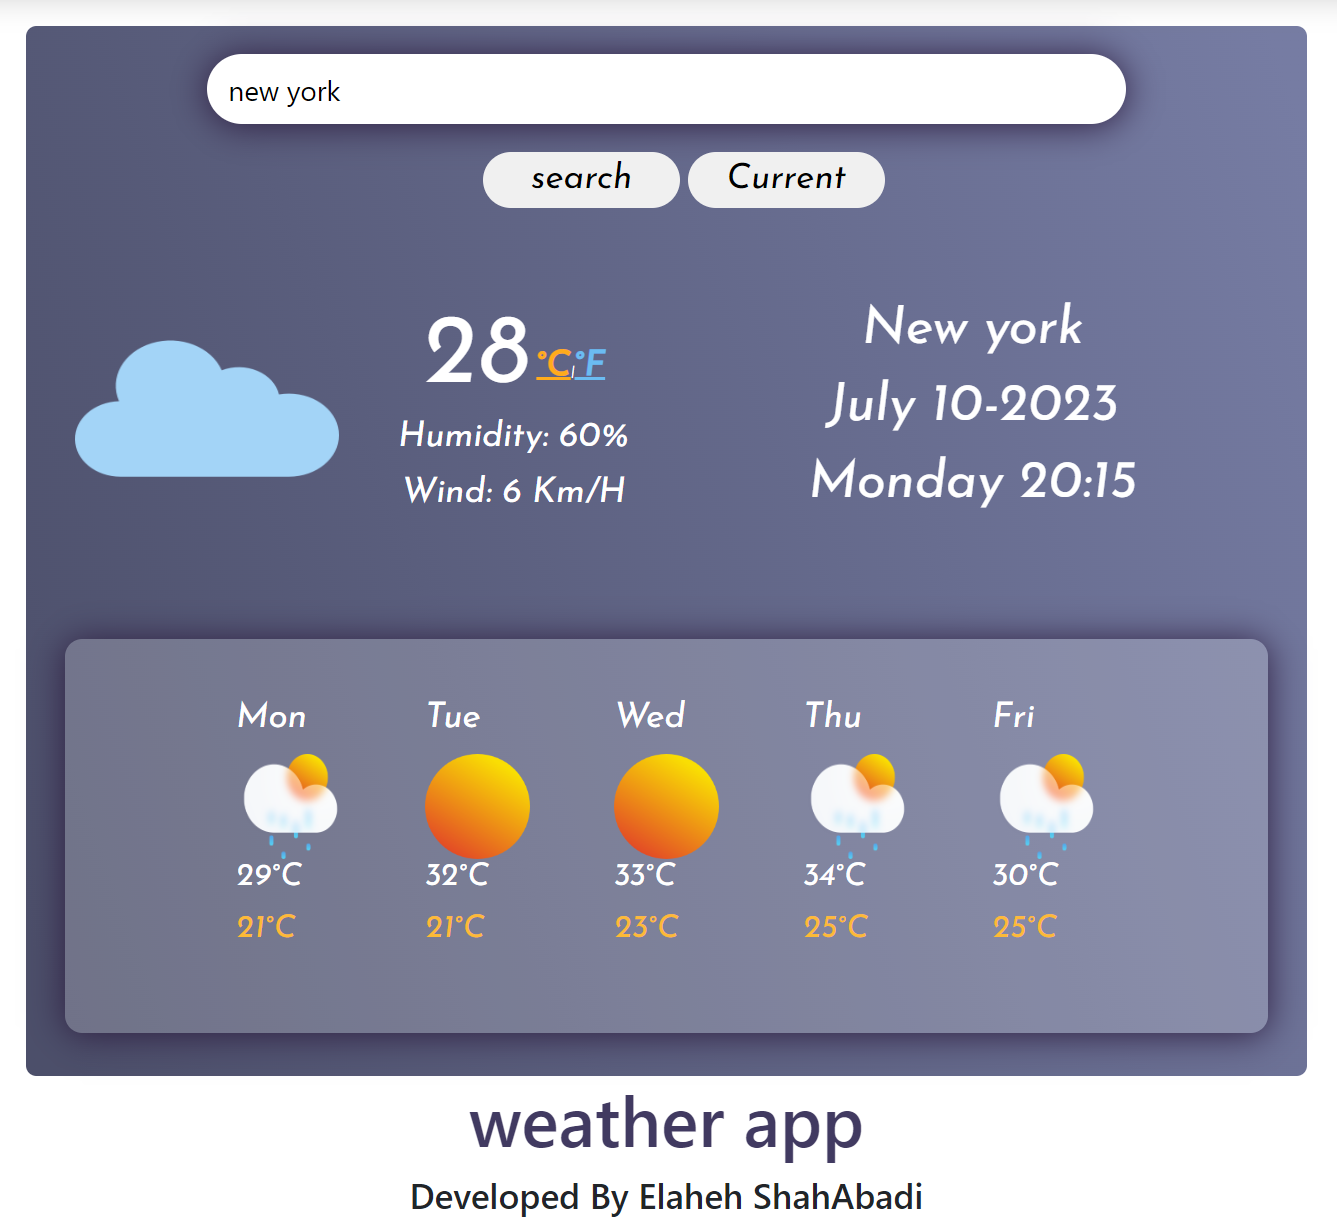 new york
search Current
28 °C/°F
Humidity: 60%
Wind: 6 Km/H
New york
July 10-2023
Monday 20:15
Mon Tue Wed Thu Fri
29°C 32°C 33°C 34°C 30°C
21°C 21°C 23°C 25°C 25°C
weather app
Developed By Elaheh ShahAbadi